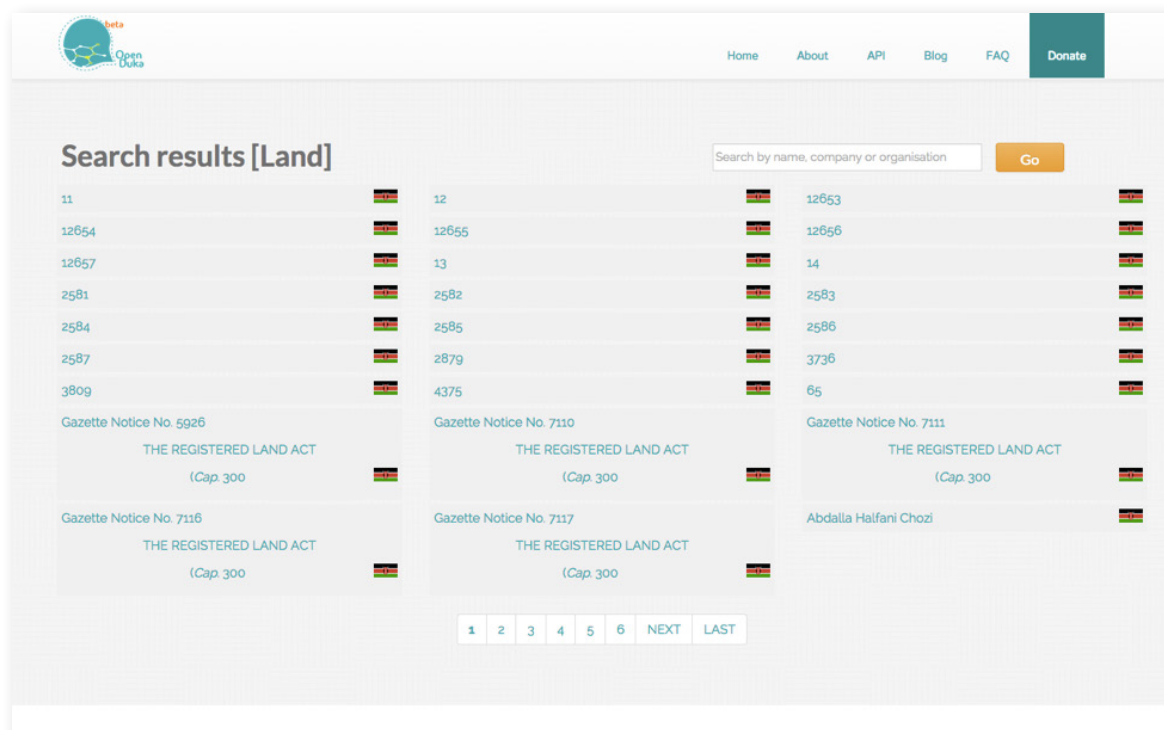 beta
Open
Duka
Home About API Blog FAQ Donate
Search results [Land]
Search by name, company or organisation Go
11 12 12653
12654 12655 12656
12657 13 14
2581 2582 2583
2584 2585 2586
2587 2879 3736
3809 4375 65
Gazette Notice No. 5926 Gazette Notice No. 7110 Gazette Notice No. 7111
THE REGISTERED LAND ACT THE REGISTERED LAND ACT THE REGISTERED LAND ACT
(Cap. 300 (Cap. 300 (Cap. 300
Gazette Notice No. 7116 Gazette Notice No. 7117 Abdalla Halfani Chozi
THE REGISTERED LAND ACT THE REGISTERED LAND ACT
(Cap. 300 (Cap. 300
1 2 3 4 5 6 NEXT LAST